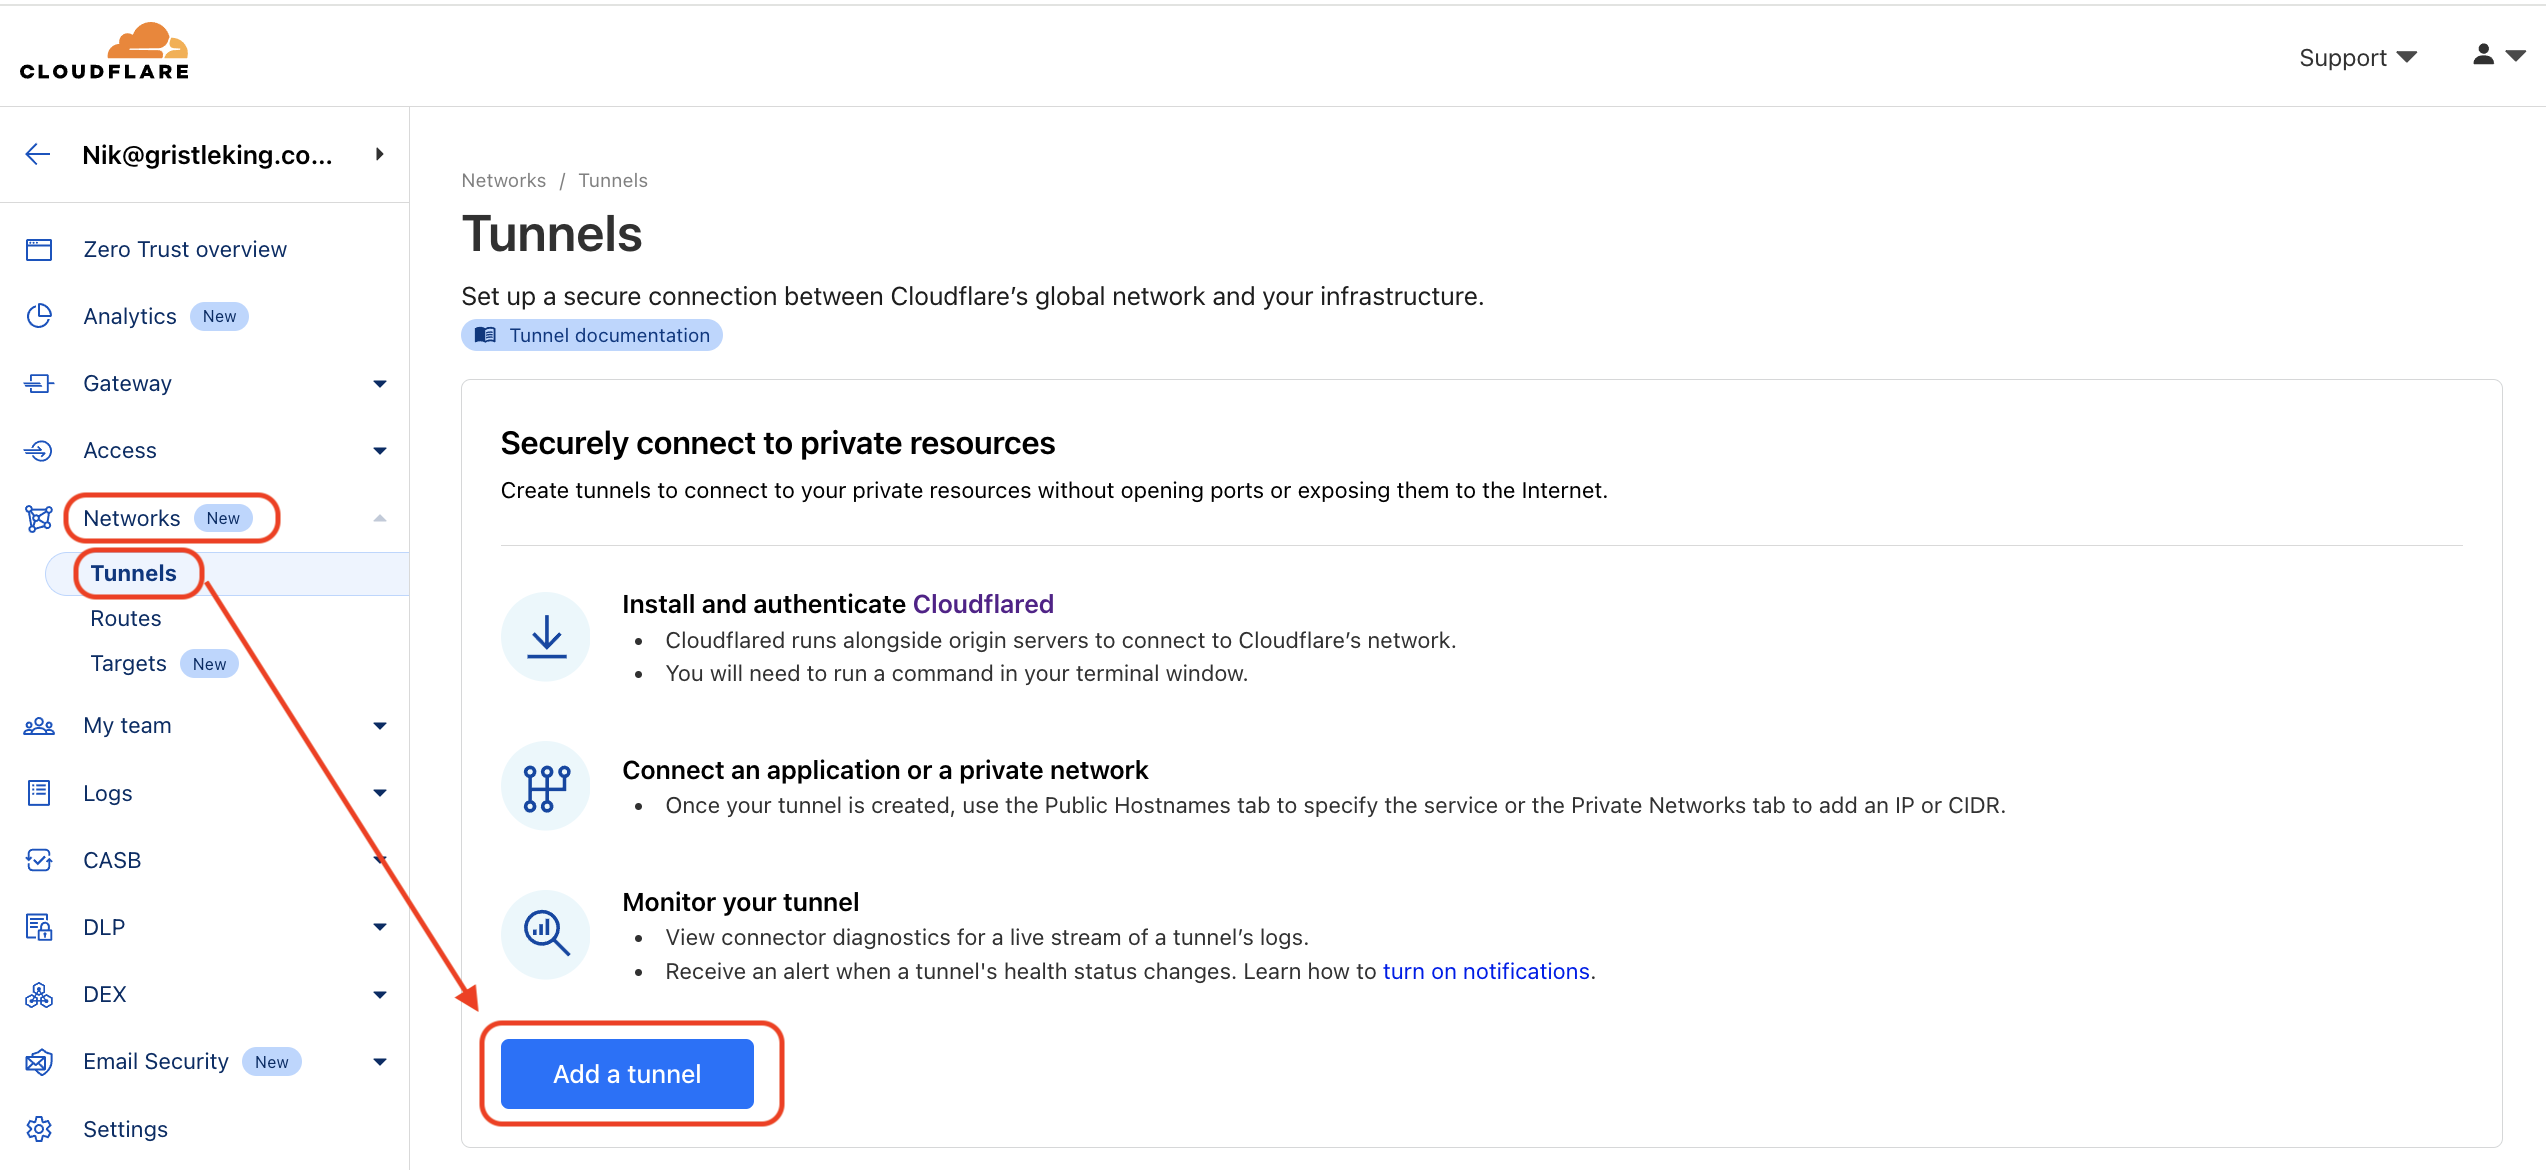 CLOUDFLARE
Support
Nik@gristleking.co...
Zero Trust overview
Analytics New
Gateway
Access
Networks New
Tunnels
Routes
Targets New
My team
Logs
CASB
DLP
DEX
Email Security New
Settings
Networks / Tunnels
Tunnels
Set up a secure connection between Cloudflare’s global network and your infrastructure.
Tunnel documentation
Securely connect to private resources
Create tunnels to connect to your private resources without opening ports or exposing them to the Internet.
Install and authenticate Cloudflared
• Cloudflared runs alongside origin servers to connect to Cloudflare’s network.
• You will need to run a command in your terminal window.
Connect an application or a private network
• Once your tunnel is created, use the Public Hostnames tab to specify the service or the Private Networks tab to add an IP or CIDR.
Monitor your tunnel
• View connector diagnostics for a live stream of a tunnel’s logs.
• Receive an alert when a tunnel's health status changes. Learn how to turn on notifications.
Add a tunnel